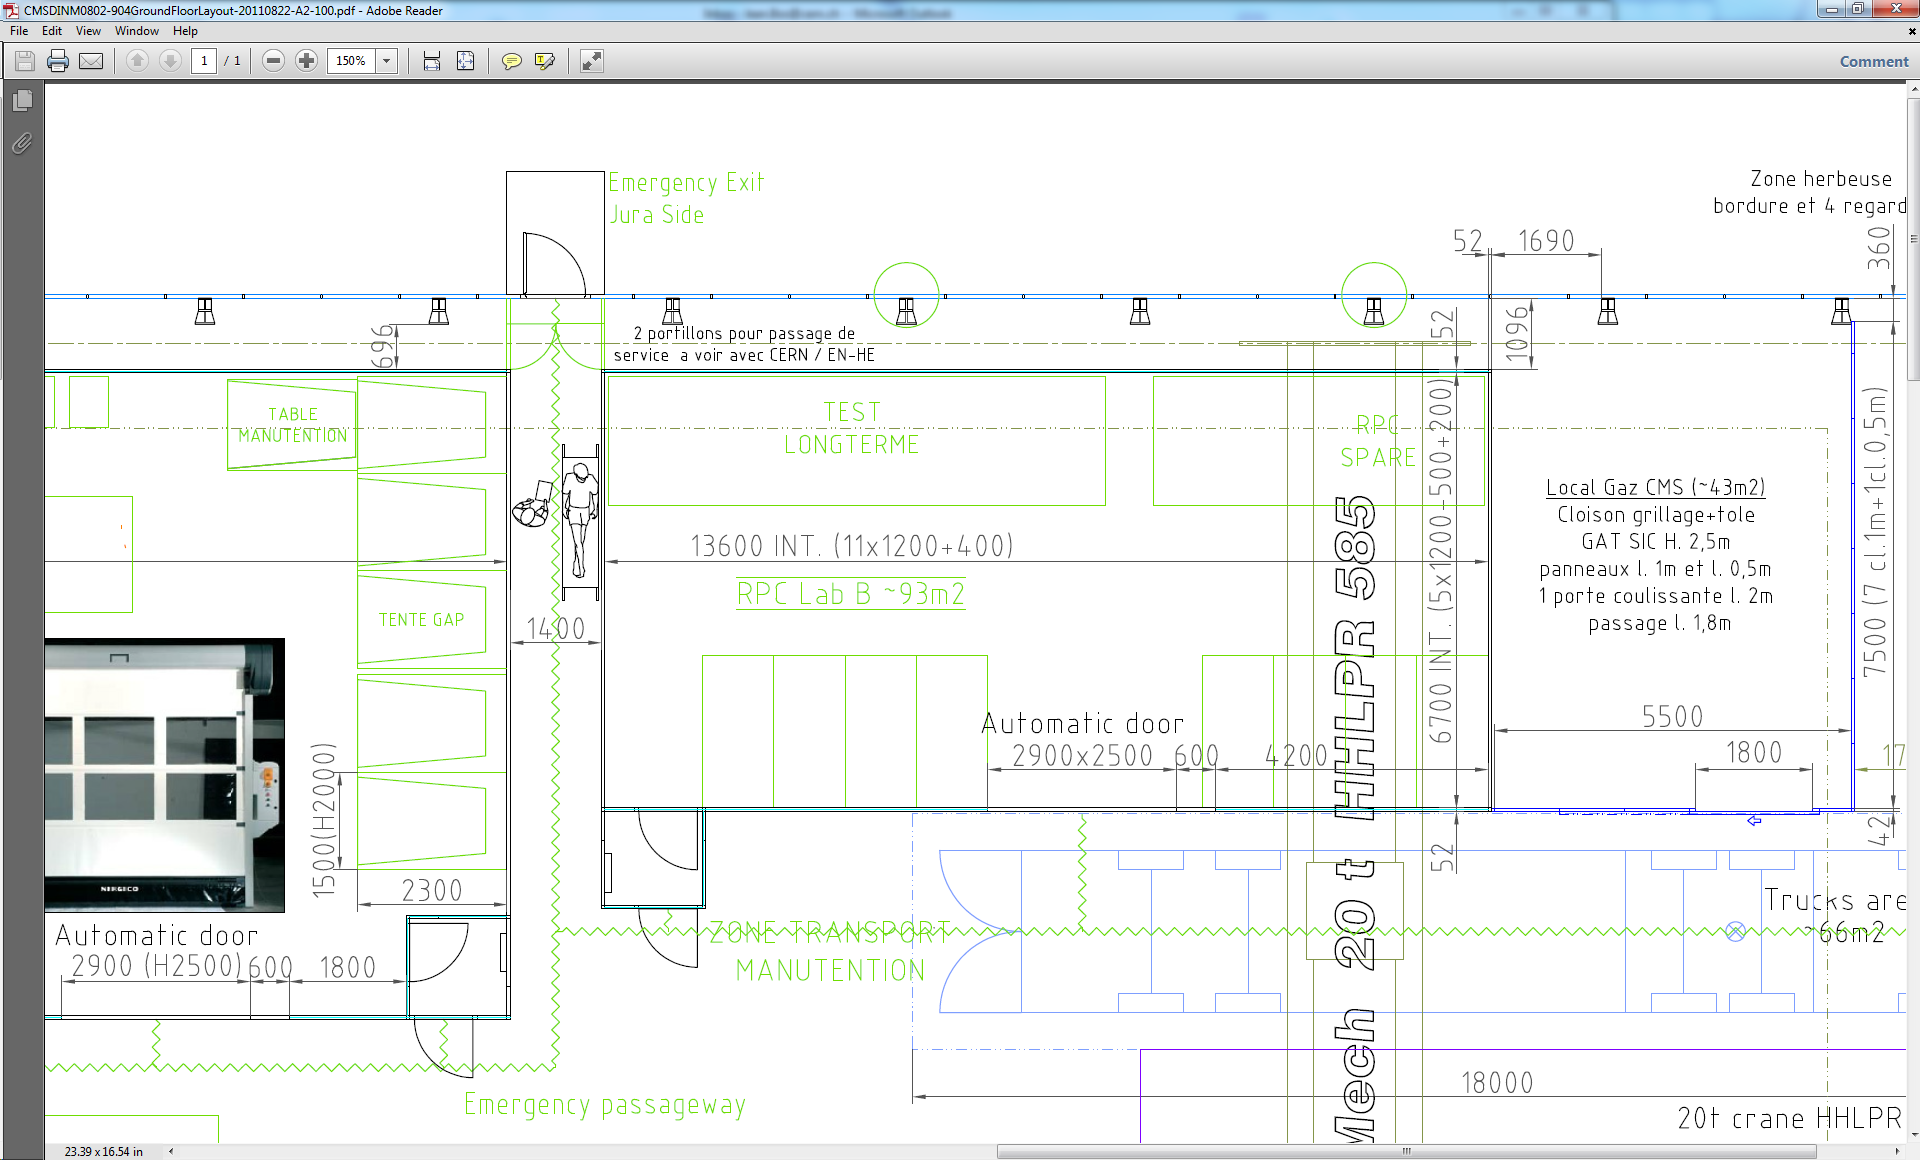 CMSDINM0802-904GroundFloorLayout-20110822-A2-100.pdf - Adobe Reader
File Edit View Window Help
1 / 1
150%
Comment
Emergency Exit
Jura Side
Zone herbeuse
bordure et 4 regard
52 1690
360
696
2 portillons pour passage de
service a voir avec CERN / EN-HE
52
1096
TABLE
MANUTENTION
TEST
LONGTERME
RPC
SPARE
Local Gaz CMS (~43m2)
Cloison grillage+tole
GAT SIC H. 2,5m
panneaux l. 1m et l. 0,5m
1 porte coulissante l. 2m
passage l. 1,8m
13600 INT. (11x1200+400)
RPC Lab B ~93m2
6700 INT. (5x1200-500+200)
7500 (7 cl.1m+1cl.0,5m)
TENTE GAP
1400
5500
1800
17
Automatic door
2900x2500 600 4200
Mech 20 t HHLPR 585
1500(H2000)
NERGECO
2300
52
42
Automatic door
2900 (H2500) 600 1800
ZONE TRANSPORT
MANUTENTION
Trucks are
~66m2
18000
Emergency passageway
20t crane HHLPR
23.39 x 16.54 in